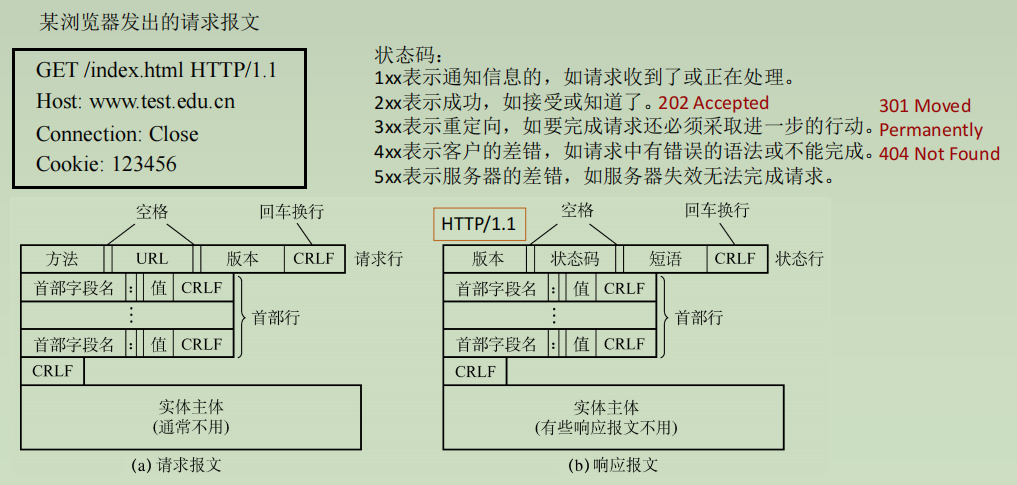 某浏览器发出的请求报文
GET /index.html HTTP/1.1
Host: www.test.edu.cn
Connection: Close
Cookie: 123456
状态码：
1xx表示通知信息的，如请求收到了或正在处理。
2xx表示成功，如接受或知道了。202 Accepted
3xx表示重定向，如要完成请求还必须采取进一步的行动。
4xx表示客户的差错，如请求中有错误的语法或不能完成。
5xx表示服务器的差错，如服务器失效无法完成请求。
301 Moved
Permanently
404 Not Found
空格 回车换行
方法 URL 版本 CRLF 请求行
首部字段名 : 值 CRLF
⋮
首部行
首部字段名 : 值 CRLF
CRLF
实体主体
(通常不用)
(a) 请求报文
HTTP/1.1
空格 回车换行
版本 状态码 短语 CRLF 状态行
首部字段名 : 值 CRLF
⋮
首部行
首部字段名 : 值 CRLF
CRLF
实体主体
(有些响应报文不用)
(b) 响应报文